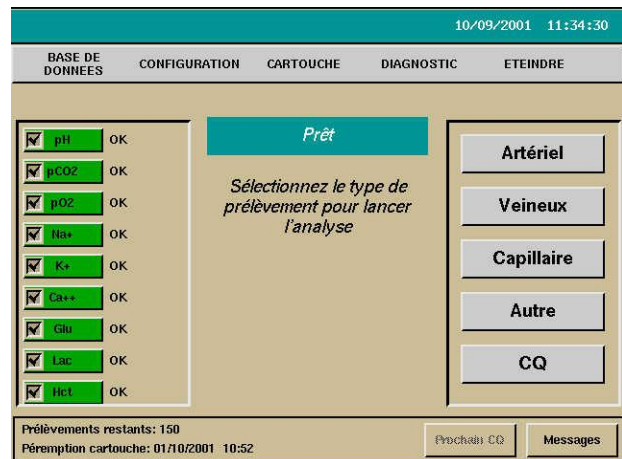 10/09/2001 11:34:30
BASE DE
DONNEES
CONFIGURATION
CARTOUCHE
DIAGNOSTIC
ETEINDRE
pH OK
pCO2 OK
pO2 OK
Na+ OK
K+ OK
Ca++ OK
Glu OK
Lac OK
Hct OK
Prêt
Sélectionnez le type de
prélèvement pour lancer
l'analyse
Artériel
Veineux
Capillaire
Autre
CQ
Prélèvements restants: 150
Péremption cartouche: 01/10/2001 10:52
Prochain CQ
Messages